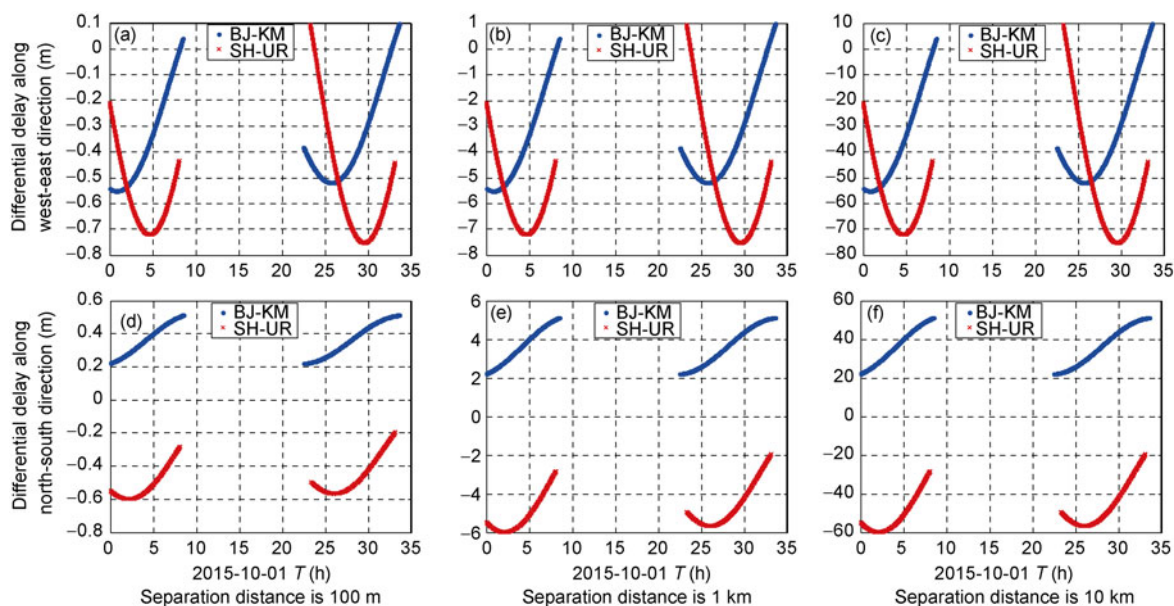 Differential delay along
west-east direction (m)
0.1
0
−0.1
−0.2
−0.3
−0.4
−0.5
−0.6
−0.7
−0.8
(a)
BJ-KM
SH-UR
0 5 10 15 20 25 30 35
1
0
−1
−2
−3
−4
5
−6
−7
−8
(b)
BJ-KM
SH-UR
0 5 10 15 20 25 30 35
10
0
−10
−20
−30
−40
−50
−60
−70
−80
(c)
BJ-KM
SH-UR
0 5 10 15 20 25 30 35
Differential delay along
north-south direction (m)
0.6
0.4
0.2
0
−0.2
−0.4
−0.6
−0.8
(d)
BJ-KM
SH-UR
0 5 10 15 20 25 30 35
2015-10-01 T (h)
Separation distance is 100 m
6
4
2
0
−2
−4
−6
(e)
BJ-KM
SH-UR
0 5 10 15 20 25 30 35
2015-10-01 T (h)
Separation distance is 1 km
60
40
20
0
−20
−40
−60
(f)
BJ-KM
SH-UR
0 5 10 15 20 25 30 35
2015-10-01 T (h)
Separation distance is 10 km